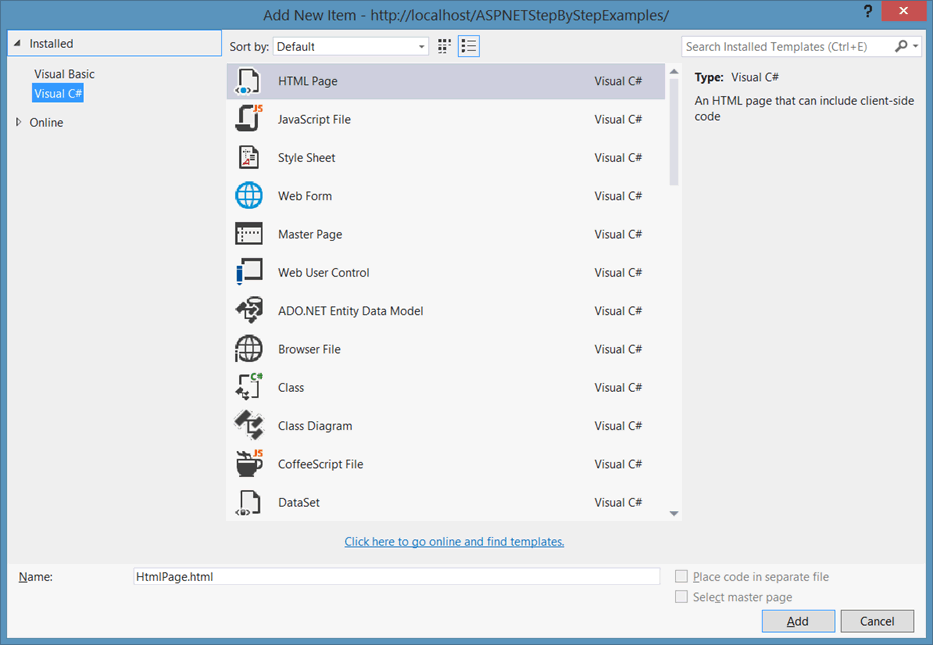 Add New Item - http://localhost/ASPNETStepByStepExamples/
?
Installed
Sort by: Default
Search Installed Templates (Ctrl+E)
Visual Basic
Visual C#
Online
HTML Page Visual C#
JavaScript File Visual C#
Style Sheet Visual C#
Web Form Visual C#
Master Page Visual C#
Web User Control Visual C#
ADO.NET Entity Data Model Visual C#
Browser File Visual C#
Class Visual C#
Class Diagram Visual C#
CoffeeScript File Visual C#
DataSet Visual C#
Type: Visual C#
An HTML page that can include client-side
code
Click here to go online and find templates.
Name: HtmlPage.html
Place code in separate file
Select master page
Add Cancel